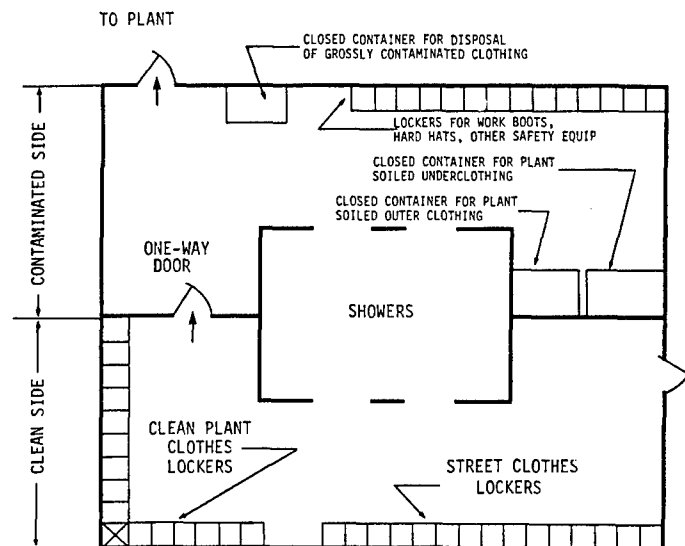 TO PLANT
CLOSED CONTAINER FOR DISPOSAL
OF GROSSLY CONTAMINATED CLOTHING
LOCKERS FOR WORK BOOTS,
HARD HATS, OTHER SAFETY EQUIP
CLOSED CONTAINER FOR PLANT
SOILED UNDERCLOTHING
CLOSED CONTAINER FOR PLANT
SOILED OUTER CLOTHING
CONTAMINATED SIDE
ONE-WAY
DOOR
SHOWERS
CLEAN SIDE
CLEAN PLANT
CLOTHES
LOCKERS
STREET CLOTHES
LOCKERS